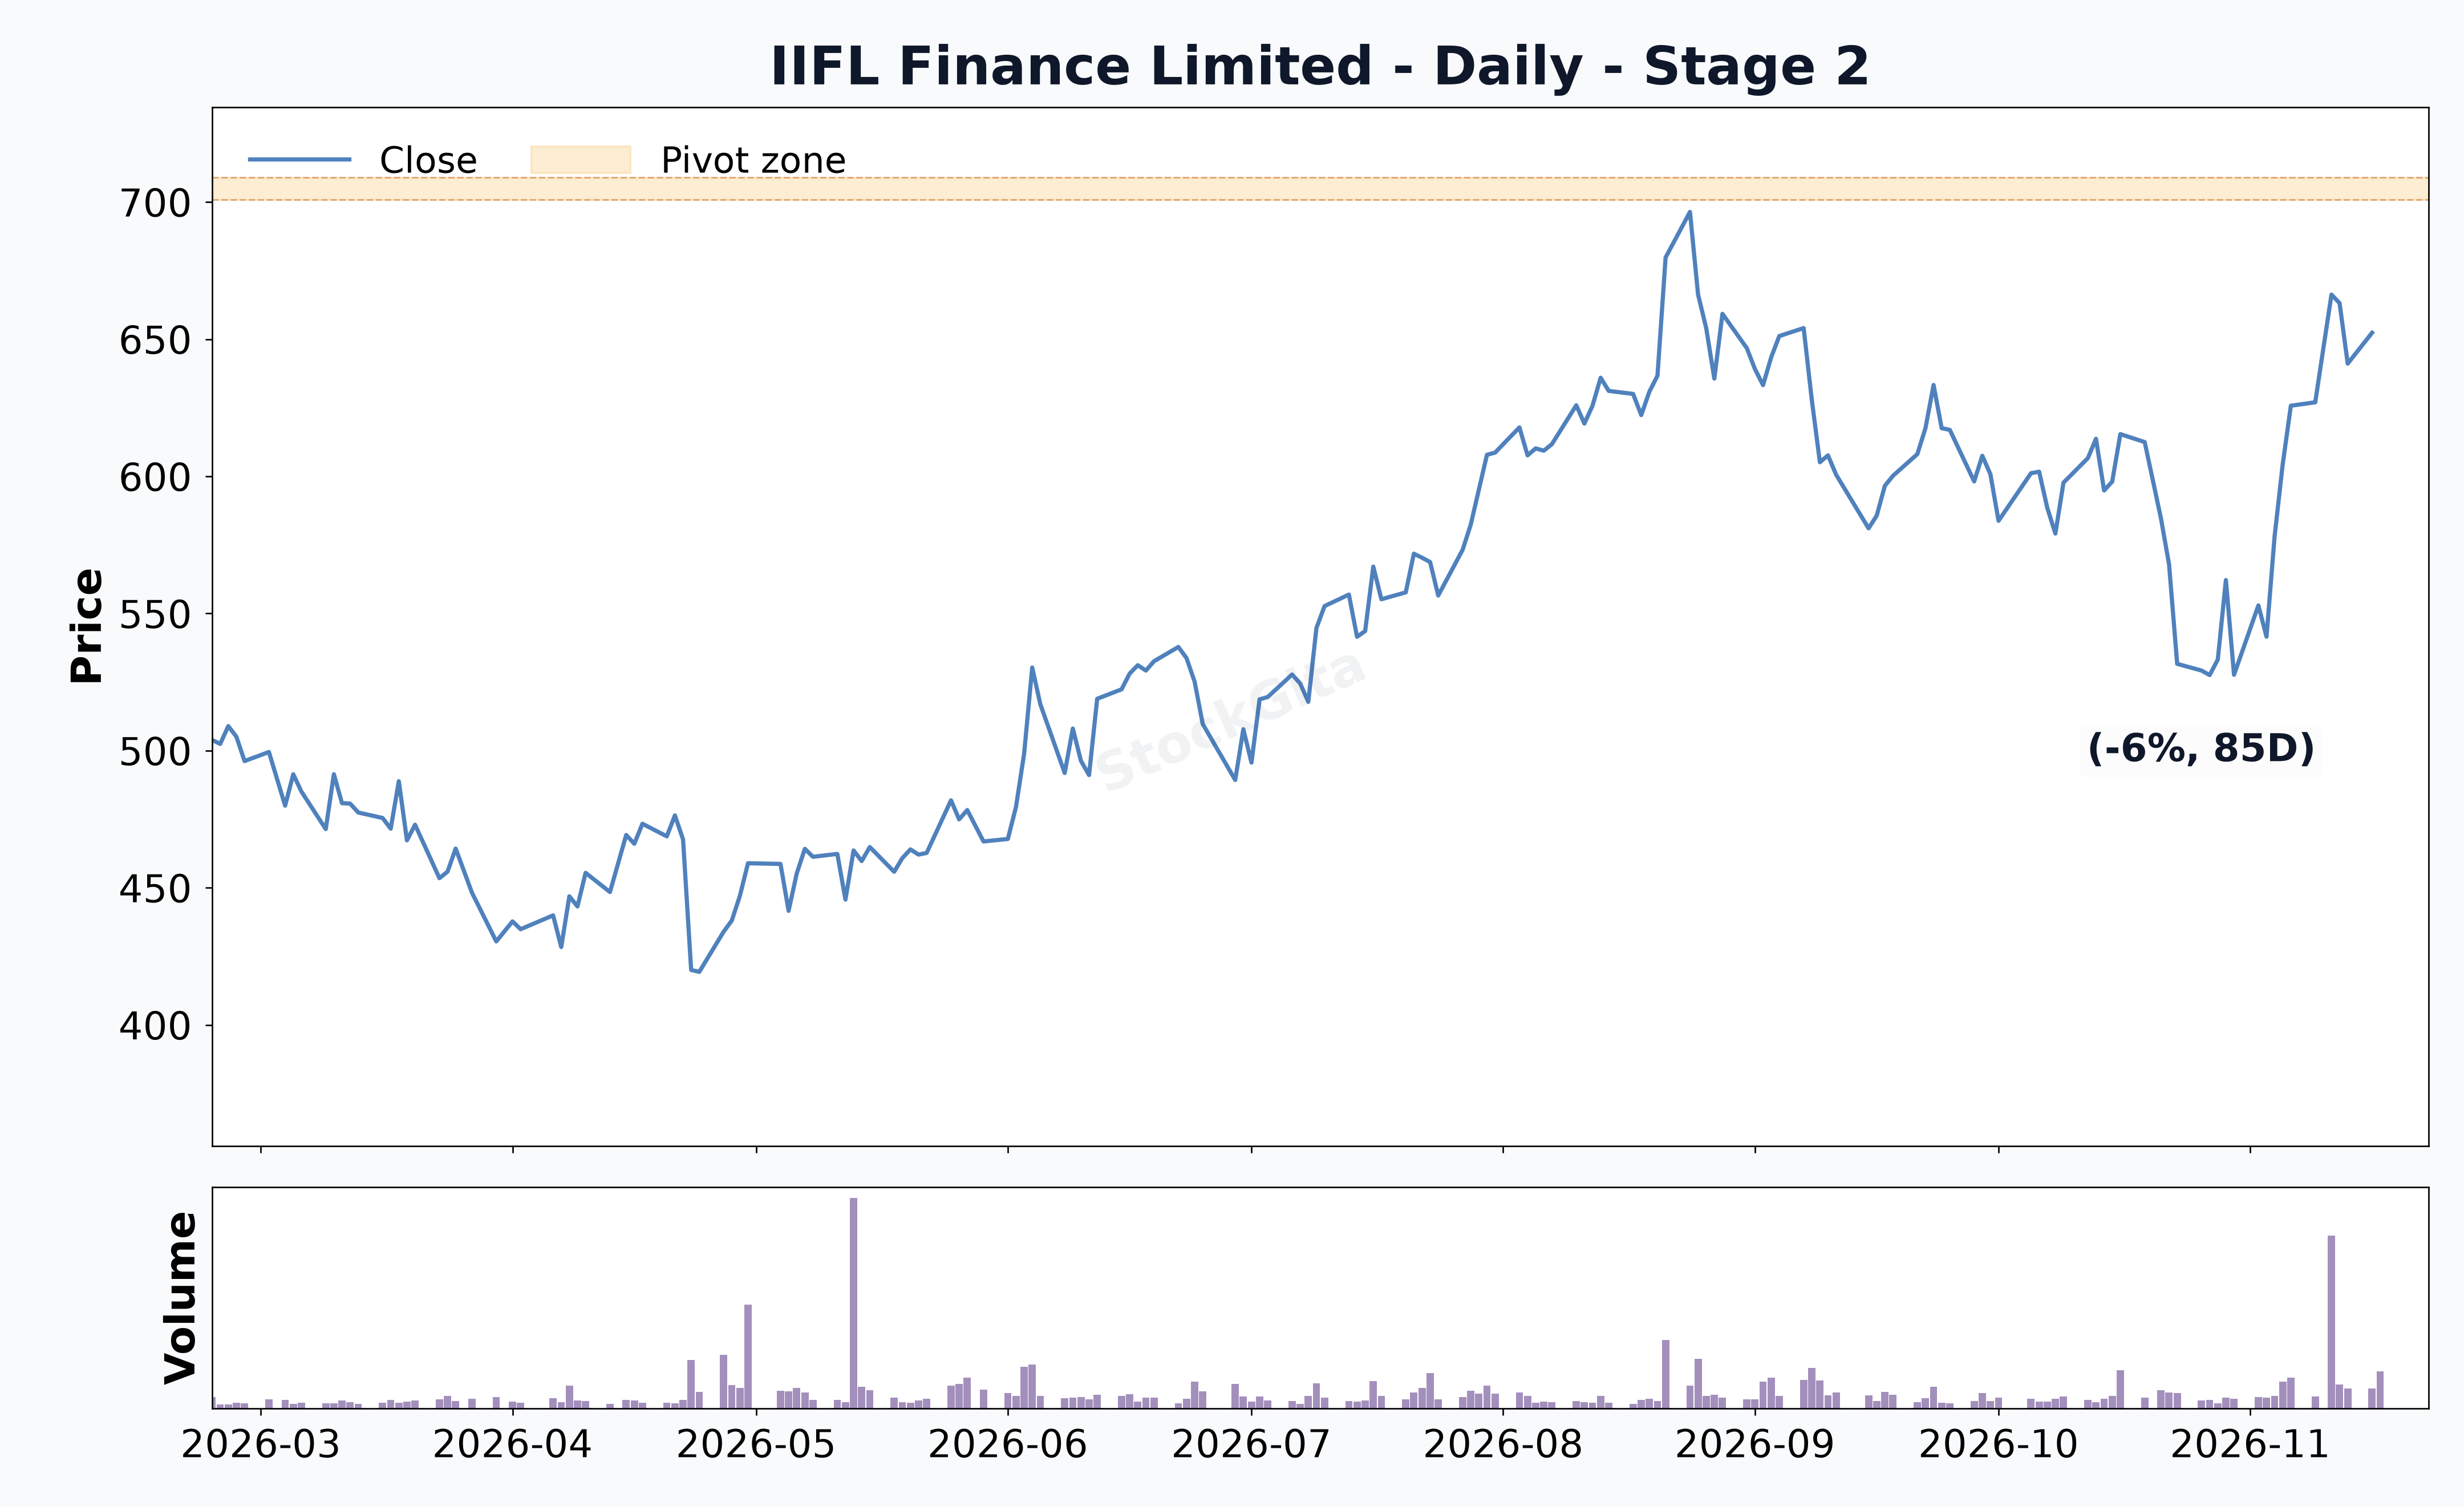 IIFL Finance Limited - Daily - Stage 2
Close
Pivot zone
Price
700
650
600
550
500
450
400
StockGita
(-6%, 85D)
Volume
2026-03
2026-04
2026-05
2026-06
2026-07
2026-08
2026-09
2026-10
2026-11